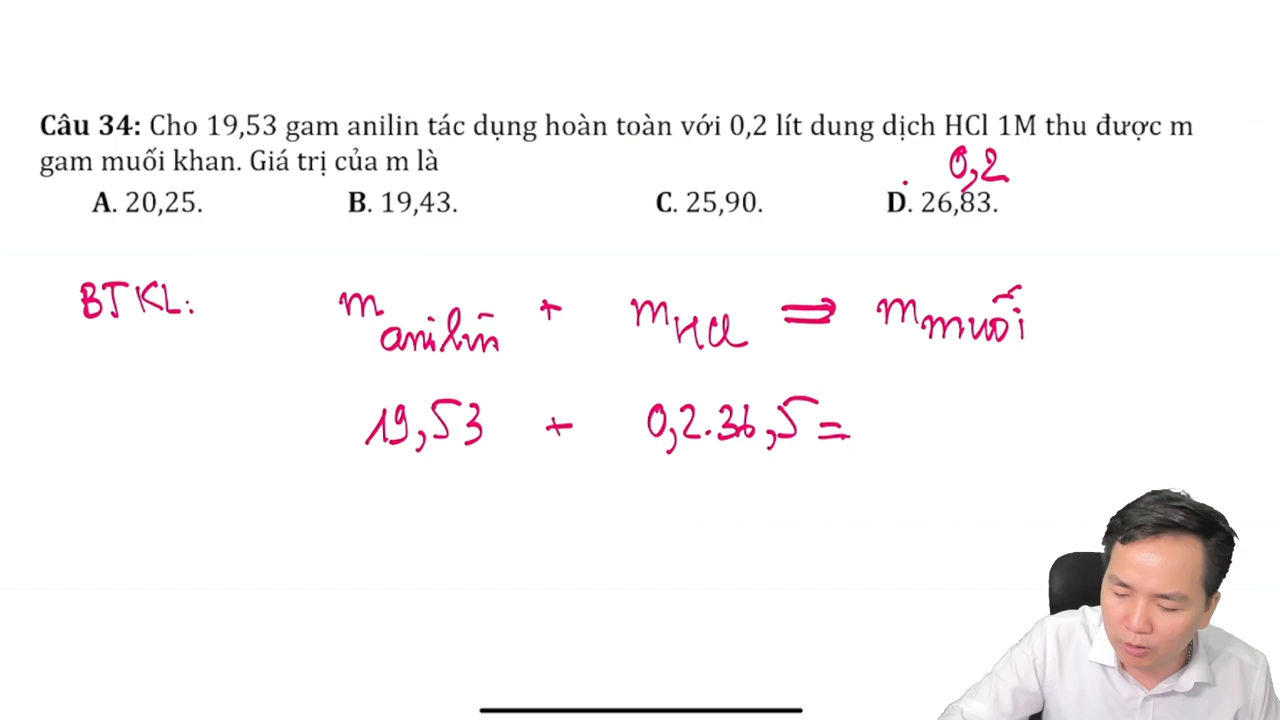 Câu 34: Cho 19,53 gam anilin tác dụng hoàn toàn với 0,2 lít dung dịch HCl 1M thu được m
gam muối khan. Giá trị của m là
0,2
A. 20,25. B. 19,43. C. 25,90. D. 26,83.
BTKL: m anilin + m HCl ⇒ m muối
19,53 + 0,2.36,5 =